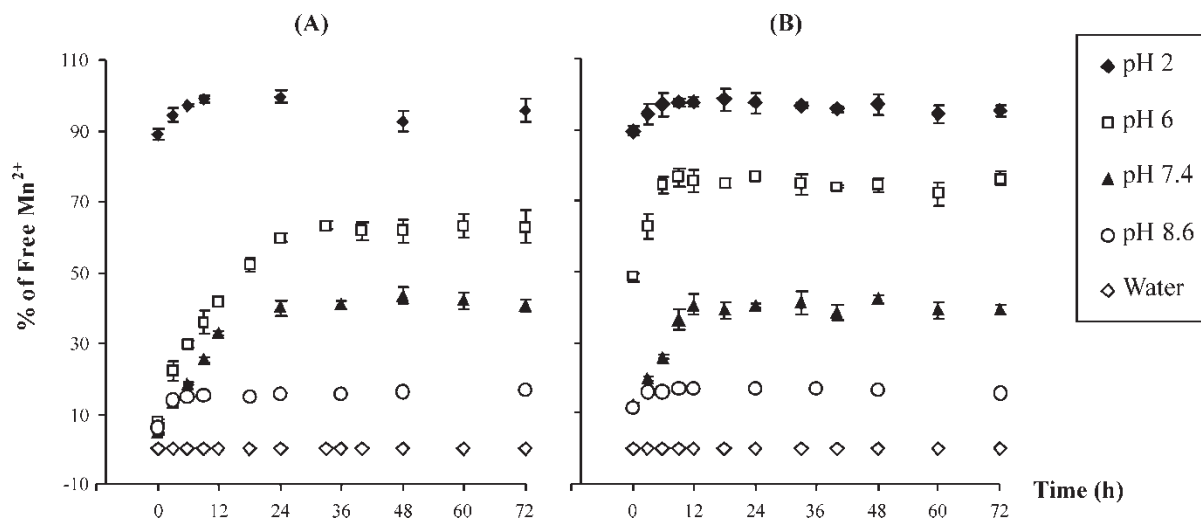 (A)
(B)
% of Free Mn²⁺
110
90
70
50
30
10
-10
0 12 24 36 48 60 72
0 12 24 36 48 60 72
Time (h)
pH 2
pH 6
pH 7.4
pH 8.6
Water